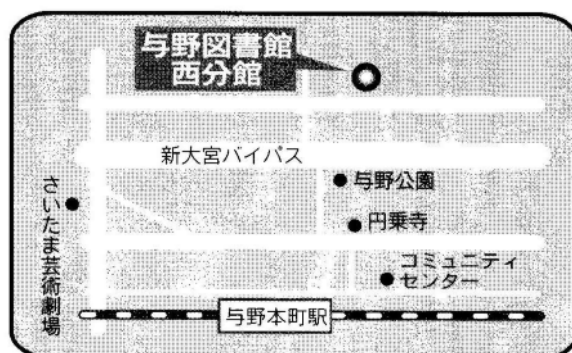 与野図書館
西分館
新大宮バイパス
与野公園
円乗寺
さいたま芸術劇場
コミュニティ
センター
与野本町駅